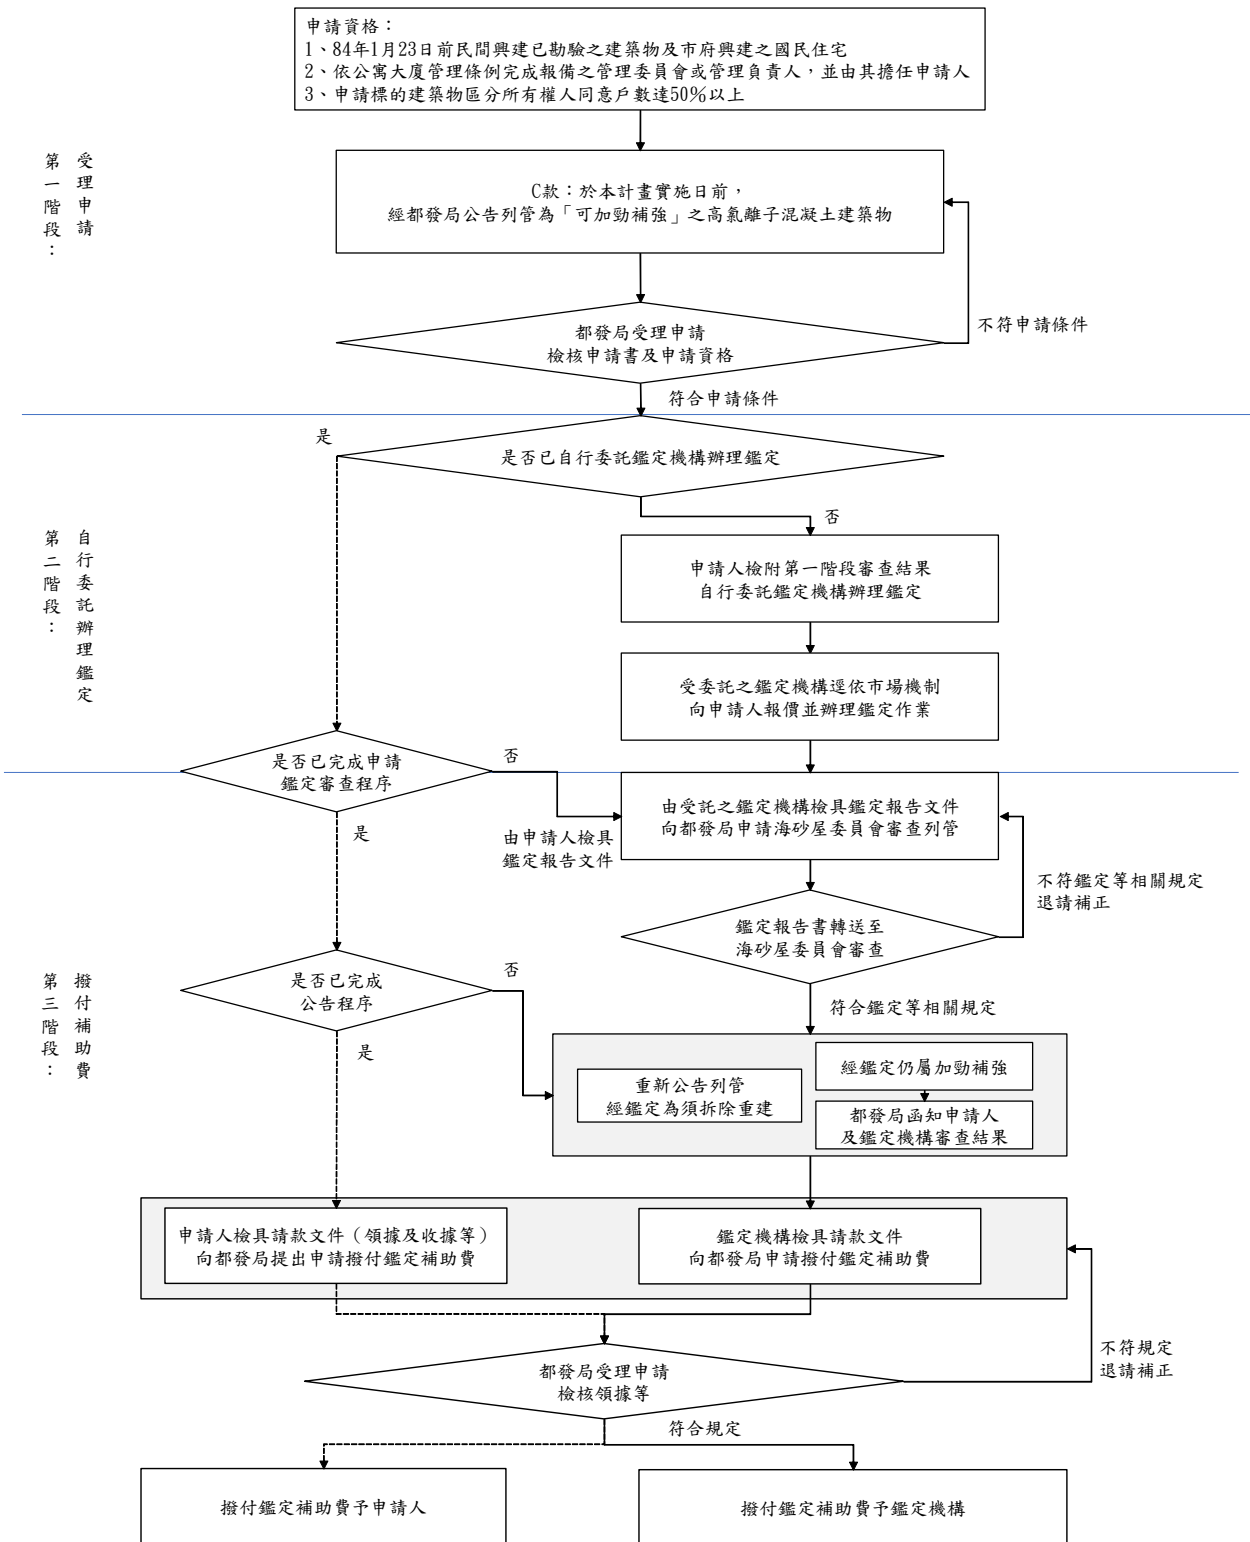 申請資格：
1、84年1月23日前民間興建已勘驗之建築物及市府興建之國民住宅
2、依公寓大廈管理條例完成報備之管理委員會或管理負責人，並由其擔任申請人
3、申請標的建築物區分所有權人同意戶數達50%以上
第一階段：
受理申請
C款：於本計畫實施日前，
經都發局公告列管為「可加勁補強」之高氯離子混凝土建築物
都發局受理申請
檢核申請書及申請資格
不符申請條件
符合申請條件
第二階段：
自行委託辦理鑑定
是否已自行委託鑑定機構辦理鑑定
是
否
申請人檢附第一階段審查結果
自行委託鑑定機構辦理鑑定
受委託之鑑定機構逕依市場機制
向申請人報價並辦理鑑定作業
是否已完成申請
鑑定審查程序
否
是
由申請人檢具
鑑定報告文件
由受託之鑑定機構檢具鑑定報告文件
向都發局申請海砂屋委員會審查列管
不符鑑定等相關規定
退請補正
鑑定報告書轉送至
海砂屋委員會審查
符合鑑定等相關規定
第三階段：
撥付補助費
是否已完成
公告程序
否
是
重新公告列管
經鑑定為須拆除重建
經鑑定仍屬加勁補強
都發局函知申請人
及鑑定機構審查結果
申請人檢具請款文件（領據及收據等）
向都發局提出申請撥付鑑定補助費
鑑定機構檢具請款文件
向都發局申請撥付鑑定補助費
不符規定
退請補正
都發局受理申請
檢核領據等
符合規定
撥付鑑定補助費予申請人
撥付鑑定補助費予鑑定機構